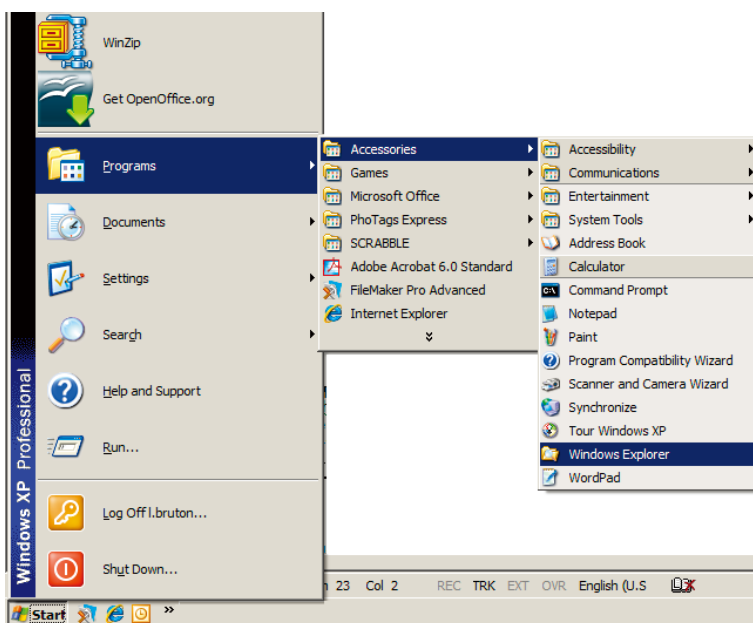 WinZip
Get OpenOffice.org
Programs
Documents
Settings
Search
Help and Support
Run...
Log Off l.bruton...
Shut Down...
Windows XP Professional
Accessories
Games
Microsoft Office
PhoTags Express
SCRABBLE
Adobe Acrobat 6.0 Standard
FileMaker Pro Advanced
Internet Explorer
Accessibility
Communications
Entertainment
System Tools
Address Book
Calculator
Command Prompt
Notepad
Paint
Program Compatibility Wizard
Scanner and Camera Wizard
Synchronize
Tour Windows XP
Windows Explorer
WordPad
23 Col 2 REC TRK EXT OVR English (U.S
Start